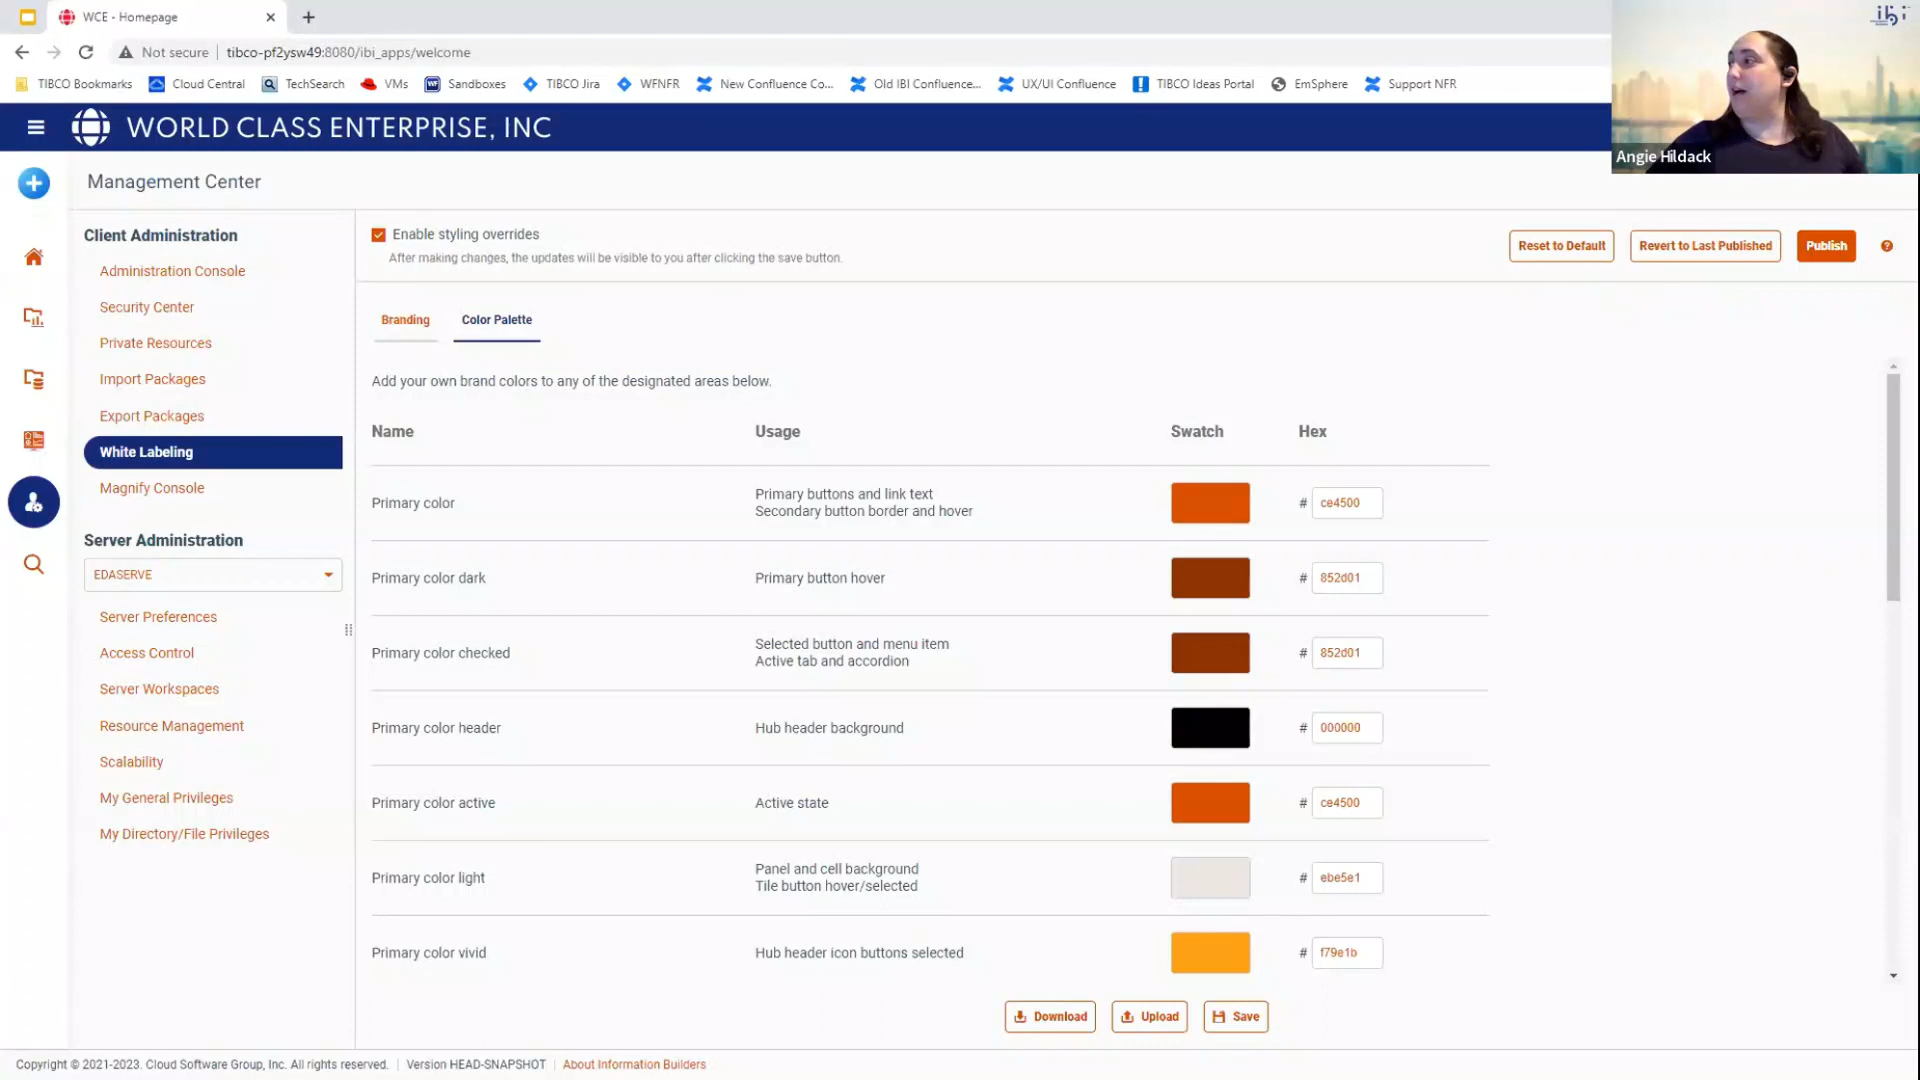 WCE - Homepage
Not secure
tibco-pf2ysw49:8080/ibi_apps/welcome
TIBCO Bookmarks
Cloud Central
TechSearch
VMs
WF
Sandboxes
TIBCO Jira
WFNFR
New Confluence Co...
Old IBI Confluence...
UX/UI Confluence
TIBCO Ideas Portal
EmSphere
Support NFR
ibi
Angie Hildack
WORLD CLASS ENTERPRISE, INC
Management Center
Client Administration
Administration Console
Security Center
Private Resources
Import Packages
Export Packages
White Labeling
Magnify Console
Server Administration
EDASERVE
Server Preferences
Access Control
Server Workspaces
Resource Management
Scalability
My General Privileges
My Directory/File Privileges
Enable styling overrides
After making changes, the updates will be visible to you after clicking the save button.
Reset to Default
Revert to Last Published
Publish
?
Branding
Color Palette
Add your own brand colors to any of the designated areas below.
Name Usage Swatch Hex
Primary color
Primary buttons and link text
Secondary button border and hover
# ce4500
Primary color dark
Primary button hover
# 852d01
Primary color checked
Selected button and menu item
Active tab and accordion
# 852d01
Primary color header
Hub header background
# 000000
Primary color active
Active state
# ce4500
Primary color light
Panel and cell background
Tile button hover/selected
# ebe5e1
Primary color vivid
Hub header icon buttons selected
# f79e1b
Download
Upload
Save
Copyright © 2021-2023. Cloud Software Group, Inc. All rights reserved.
Version HEAD-SNAPSHOT
About Information Builders